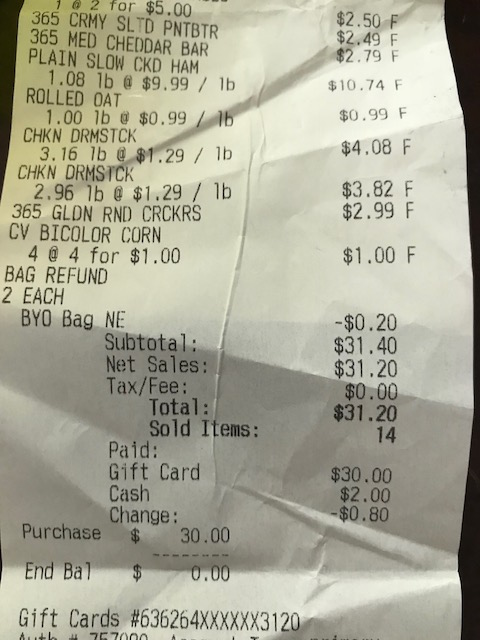 1 @ 2 for $5.00 $2.50 F
365 CRMY SLTD PNTBTR $2.49 F
365 MED CHEDDAR BAR $2.79 F
PLAIN SLOW CKD HAM
1.08 lb @ $9.99 / lb $10.74 F
ROLLED OAT
1.00 lb @ $0.99 / lb $0.99 F
CHKN DRMSTCK
3.16 lb @ $1.29 / lb $4.08 F
CHKN DRMSTCK
2.96 lb @ $1.29 / lb $3.82 F
365 GLDN RND CRCKRS $2.99 F
CV BICOLOR CORN
4 @ 4 for $1.00 $1.00 F
BAG REFUND
2 EACH
BYO Bag NE -$0.20
Subtotal: $31.40
Net Sales: $31.20
Tax/Fee: $0.00
Total: $31.20
Sold Items: 14
Paid:
Gift Card $30.00
Cash $2.00
Change: -$0.80
Purchase $ 30.00
--------
End Bal $ 0.00
Gift Cards #636264XXXXXX3120